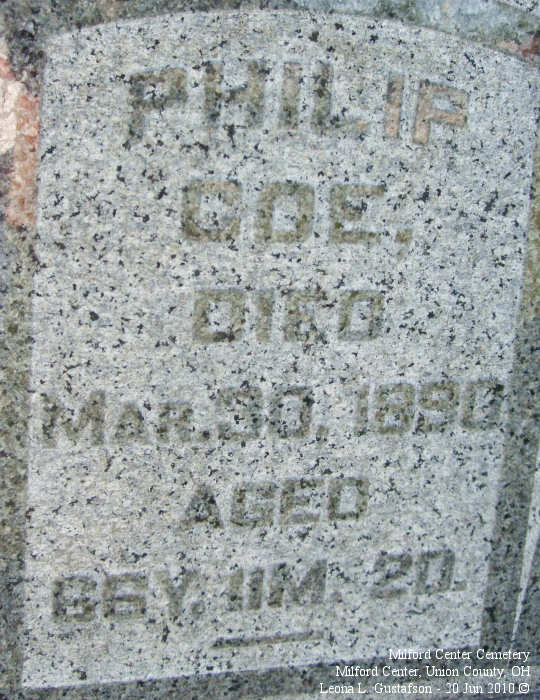 PHILIP
COE,
DIED
MAR. 30, 1890
AGED
66Y. 11M. 2D.
Milford Center Cemetery
Milford Center, Union County, OH
Leona L. Gustafson - 30 Jun 2010 ©